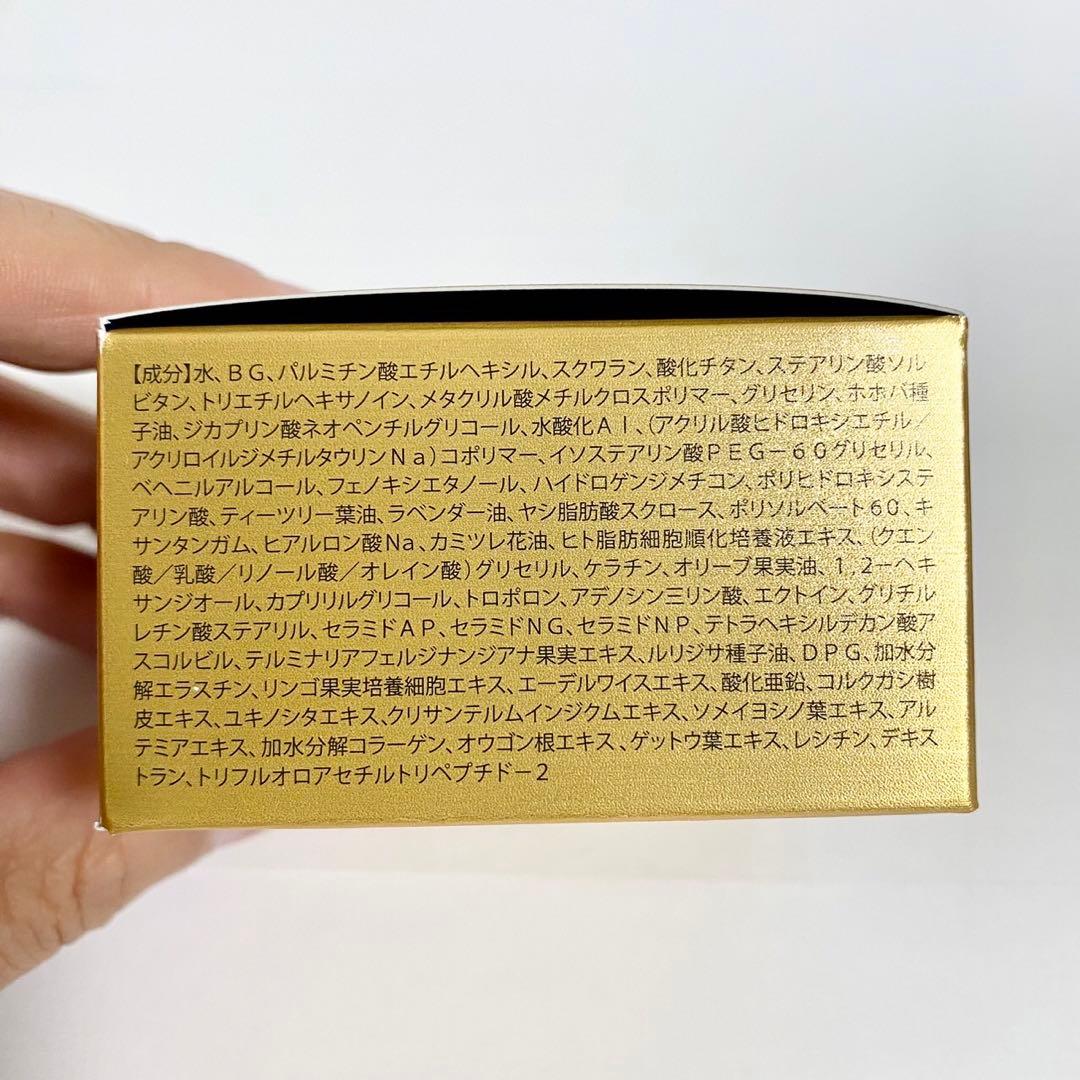 【成分】水、BG、パルミチン酸エチルヘキシル、スクワラン、酸化チタン、ステアリン酸ソル
ビタン、トリエチルヘキサノイン、メタクリル酸メチルクロスポリマー、グリセリン、ホホバ種
子油、ジカプリン酸ネオペンチルグリコール、水酸化Al、(アクリル酸ヒドロキシエチル/
アクリロイルジメチルタウリンNa)コポリマー、イソステアリン酸PEG-60グリセリル、
ベヘニルアルコール、フェノキシエタノール、ハイドロゲンジメチコン、ポリヒドロキシステ
アリン酸、ティーツリー葉油、ラベンダー油、ヤシ脂肪酸スクロース、ポリソルベート60、キ
サンタンガム、ヒアルロン酸Na、カミツレ花油、ヒト脂肪細胞順化培養液エキス、(クエン
酸/乳酸/リノール酸/オレイン酸)グリセリル、ケラチン、オリーブ果実油、1,2-ヘキ
サンジオール、カプリリルグリコール、トロポロン、アデノシン三リン酸、エクトイン、グリチル
レチン酸ステアリル、セラミドAP、セラミドNG、セラミドNP、テトラヘキシルデカン酸ア
スコルビル、テルミナリアフェルジナンジアナ果実エキス、ルリジサ種子油、DPG、加水分
解エラスチン、リンゴ果実培養細胞エキス、エーデルワイスエキス、酸化亜鉛、コルクガシ樹
皮エキス、ユキノシタエキス、クリサンテルムインジクムエキス、ソメイヨシノ葉エキス、アル
テミアエキス、加水分解コラーゲン、オウゴン根エキス、ゲットウ葉エキス、レシチン、デキス
トラン、トリフルオロアセチルトリペプチド-2